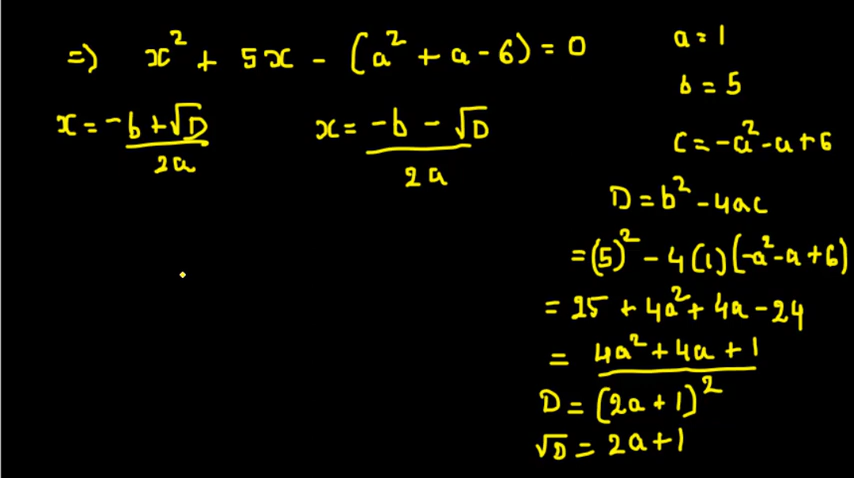 =) x² + 5x - (a² + a - 6) = 0
x = -b + √D / 2a
x = -b - √D / 2a
a = 1
b = 5
c = -a² - a + 6
D = b² - 4ac
= (5)² - 4(1)(-a² - a + 6)
= 25 + 4a² + 4a - 24
= 4a² + 4a + 1
D = (2a + 1)²
√D = 2a + 1